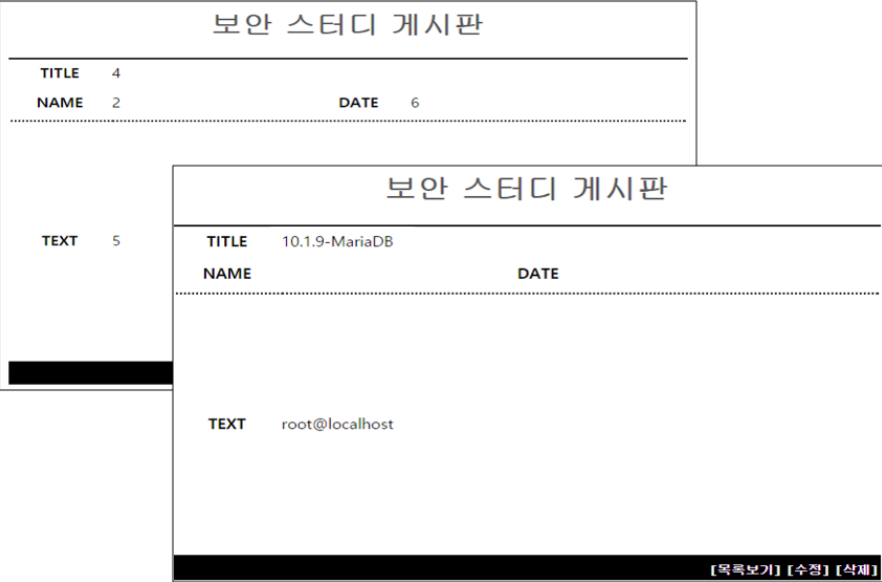 보안 스터디 게시판
TITLE 4
NAME 2 DATE 6
TEXT 5
보안 스터디 게시판
TITLE 10.1.9-MariaDB
NAME DATE
TEXT root@localhost
[목록보기] [수정] [삭제]